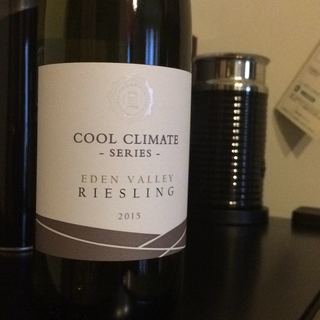 COOL CLIMATE
- SERIES -
EDEN VALLEY
RIESLING
2015